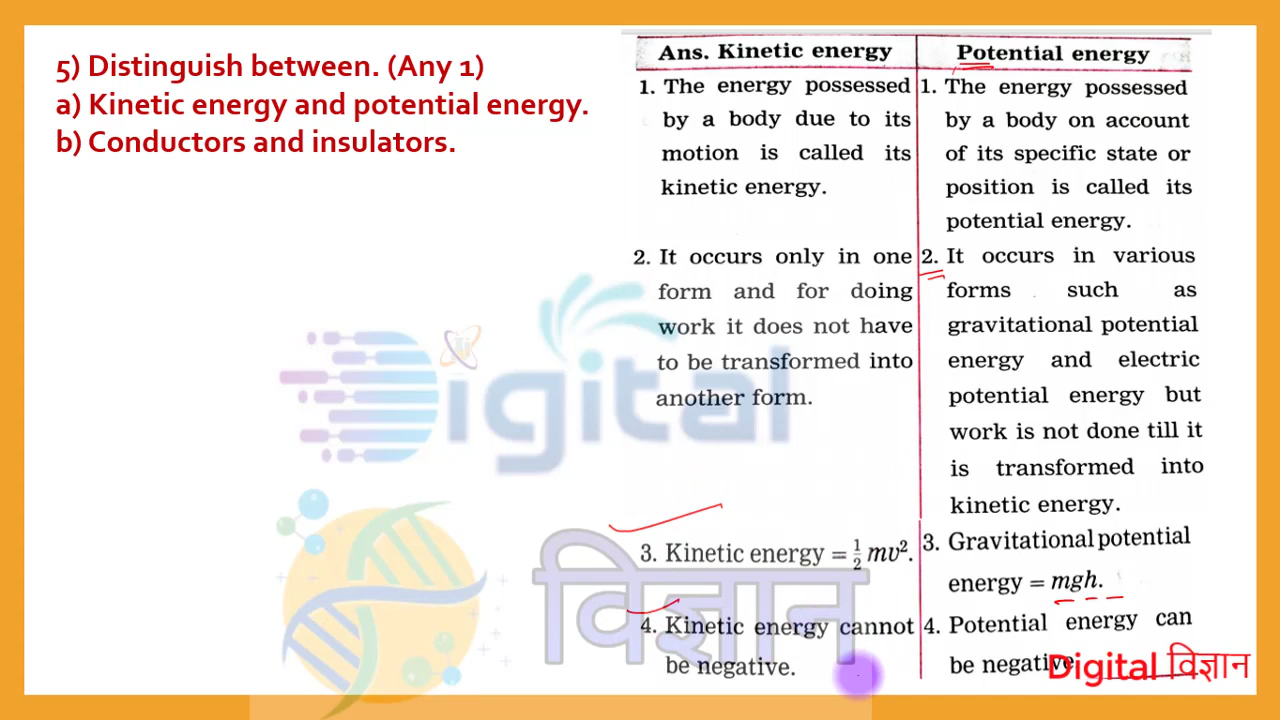 5) Distinguish between. (Any 1)
a) Kinetic energy and potential energy.
b) Conductors and insulators.
Ans. Kinetic energy
1. The energy possessed
by a body due to its
motion is called its
kinetic energy.
2. It occurs only in one
form and for doing
work it does not have
to be transformed into
another form.
3. Kinetic energy = ½ mv².
4. Kinetic energy cannot
be negative.
Potential energy
1. The energy possessed
by a body on account
of its specific state or
position is called its
potential energy.
2. It occurs in various
forms such as
gravitational potential
energy and electric
potential energy but
work is not done till it
is transformed into
kinetic energy.
3. Gravitational potential
energy = mgh.
4. Potential energy can
be negative
Digital विज्ञान
Digital
विज्ञान